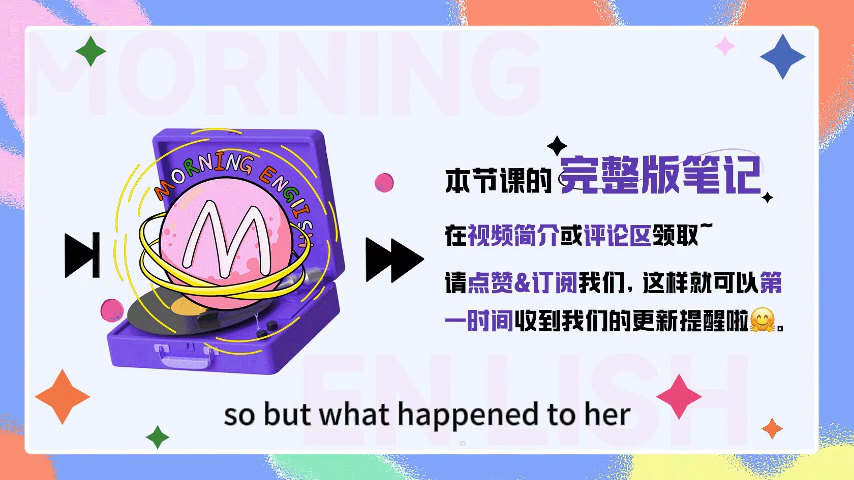 MORNING
MORNING ENGLISH
M
本节课的 完整版笔记
在视频简介或评论区领取~
请点赞&订阅我们，这样就可以第
一时间收到我们的更新提醒啦🤗。
EN LISH
so but what happened to her